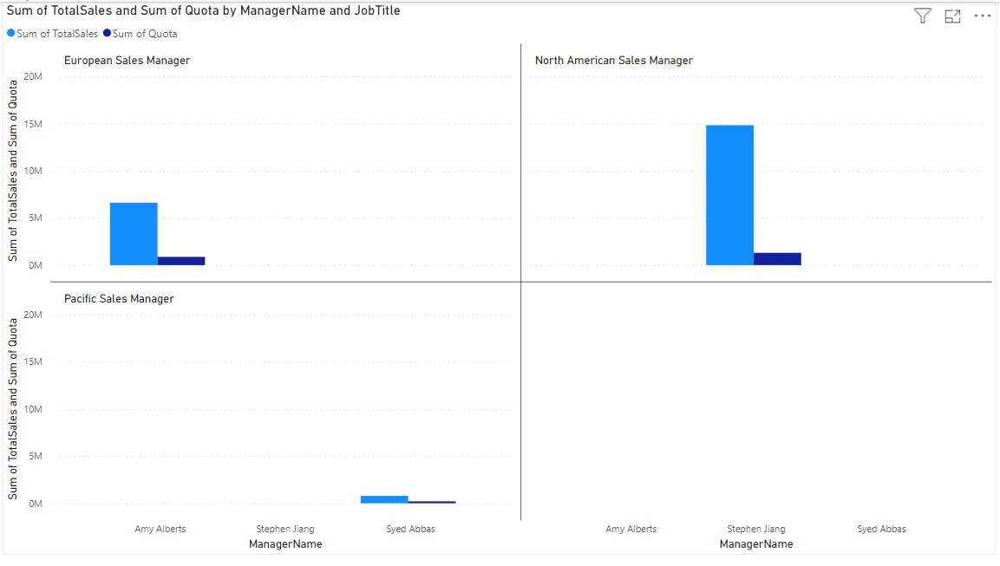 Sum of TotalSales and Sum of Quota by ManagerName and JobTitle
Sum of TotalSales Sum of Quota
European Sales Manager
Sum of TotalSales and Sum of Quota
20M
15M
10M
5M
0M
North American Sales Manager
Pacific Sales Manager
Sum of TotalSales and Sum of Quota
20M
15M
10M
5M
0M
Amy Alberts Stephen Jiang Syed Abbas
ManagerName
Amy Alberts Stephen Jiang Syed Abbas
ManagerName